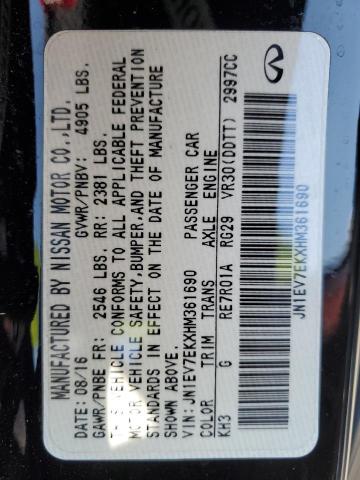 MANUFACTURED BY NISSAN MOTOR CO.,LTD.
DATE: 08/16 GVWR/PNBV: 4905 LBS.
GAWR/PNBE FR: 2546 LBS. RR: 2381 LBS.
THIS VEHICLE CONFORMS TO ALL APPLICABLE FEDERAL
MOTOR VEHICLE SAFETY,BUMPER,AND THEFT PREVENTION
STANDARDS IN EFFECT ON THE DATE OF MANUFACTURE
SHOWN ABOVE.
VIN:JN1EV7EKXHM361690 PASSENGER CAR
COLOR TRIM TRANS AXLE ENGINE
KH3 G RE7R01A RG29 VR30(DDTT) 2997CC
JN1EV7EKXHM361690